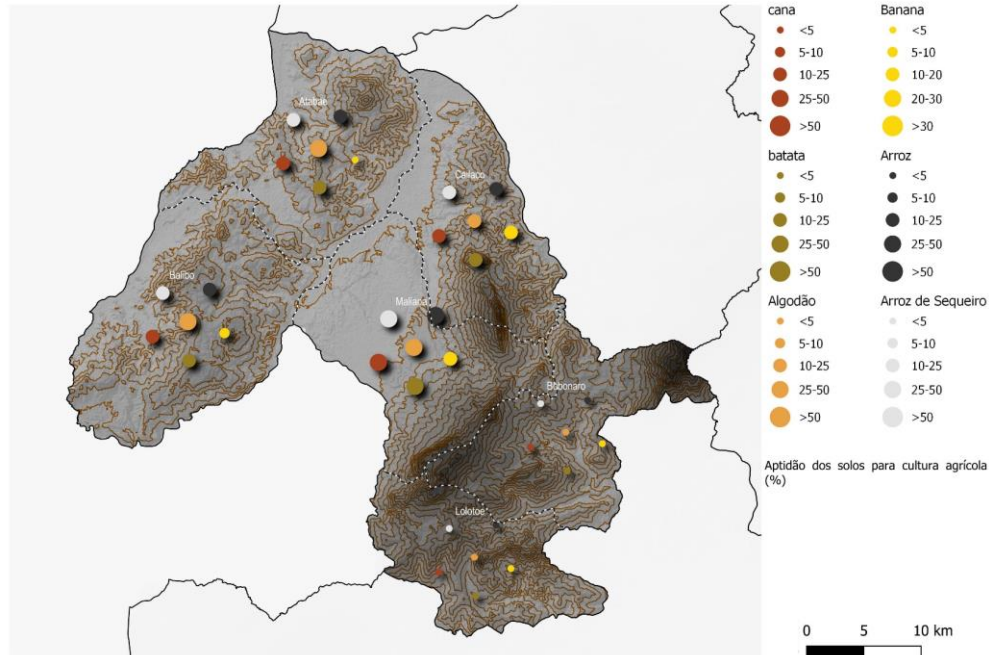 cana
<5
5-10
10-25
25-50
>50
Banana
<5
5-10
10-20
20-30
>30
batata
<5
5-10
10-25
25-50
>50
Arroz
<5
5-10
10-25
25-50
>50
Algodão
<5
5-10
10-25
25-50
>50
Arroz de Sequeiro
<5
5-10
10-25
25-50
>50
Aptidão dos solos para cultura agrícola
(%)
0 5 10 km
Atabae
Cailaco
Balibo
Maliana
Bobonaro
Lolotoe